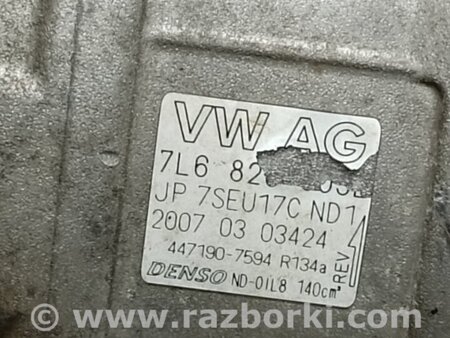 VW AG
7L6 82
JP 7SEU17C ND1
2007 03 03424
447190-7594 R134a
DENSO ND-OIL8 140cm³
REV
© www.razborki.com